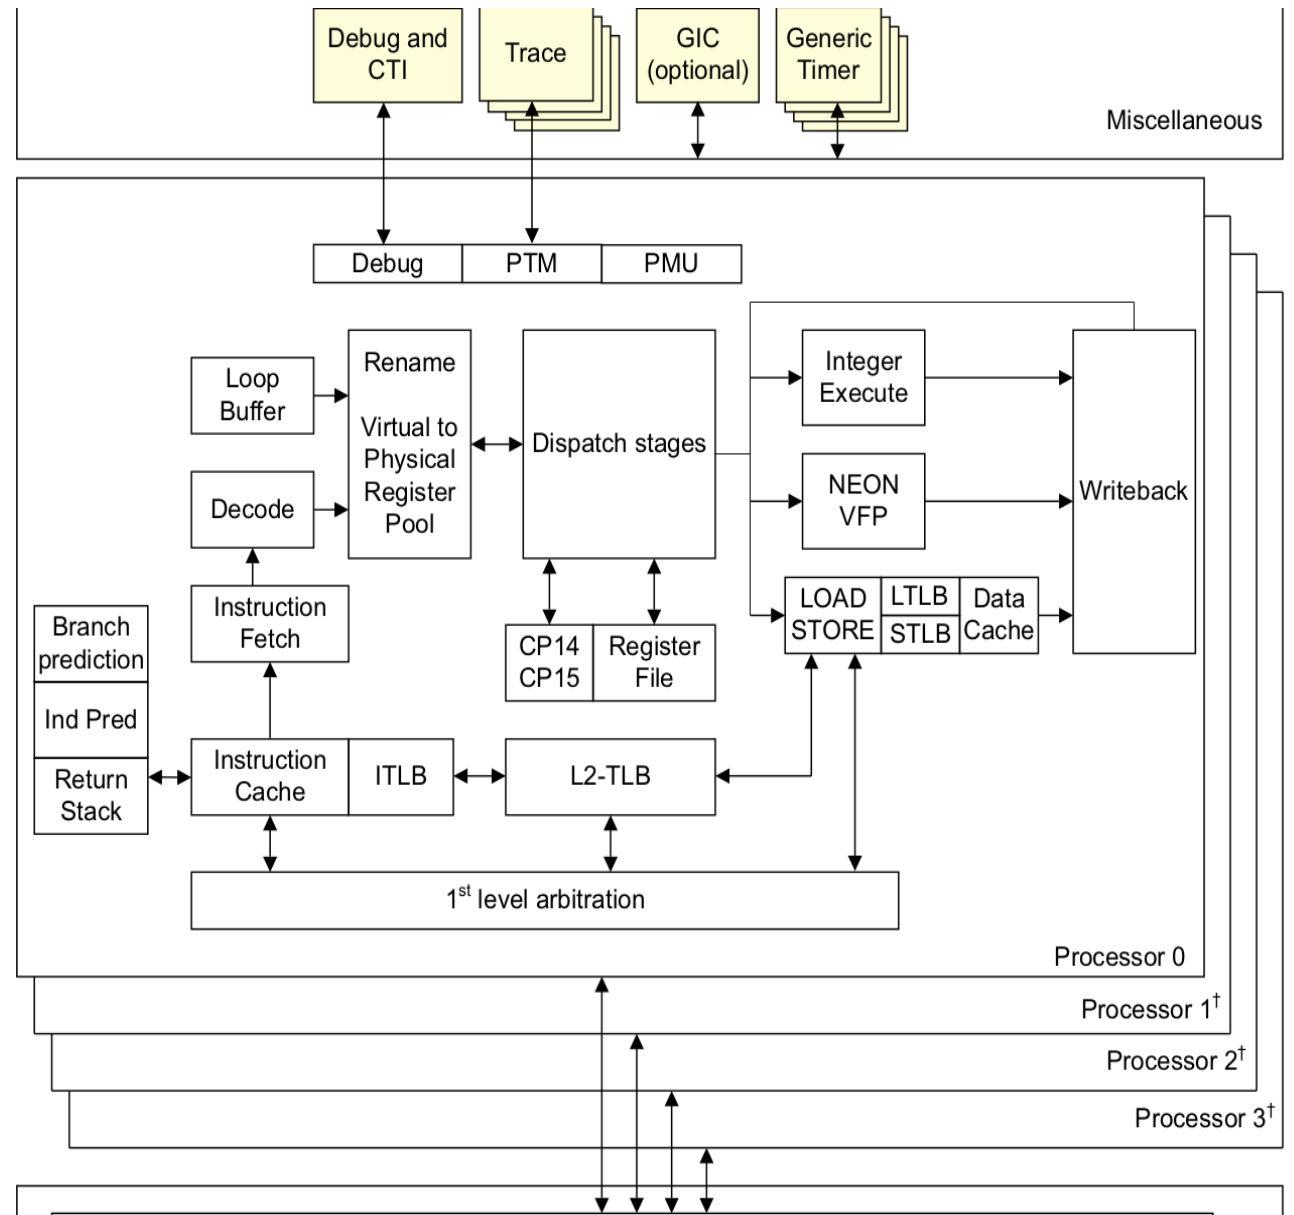 Debug and
CTI
Trace
GIC
(optional)
Generic
Timer
Miscellaneous
Debug
PTM
PMU
Loop
Buffer
Rename
Virtual to
Physical
Register
Pool
Dispatch stages
Integer
Execute
Writeback
Decode
NEON
VFP
Instruction
Fetch
LOAD
STORE
LTLB
STLB
Data
Cache
Branch
prediction
Ind Pred
Return
Stack
CP14
CP15
Register
File
Instruction
Cache
ITLB
L2-TLB
1st level arbitration
Processor 0
Processor 1†
Processor 2†
Processor 3†